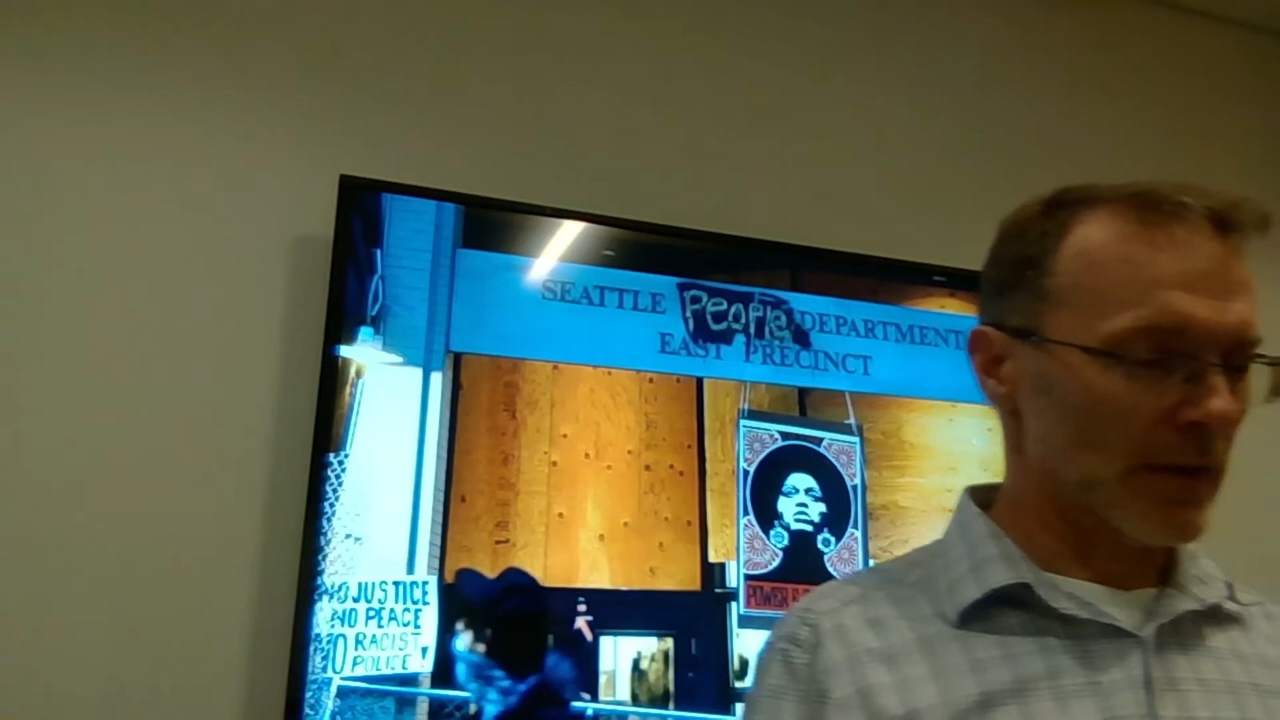 SEATTLE PEOPLE DEPARTMENT
EAST PRECINCT
POWER &
NO JUSTICE
NO PEACE
NO RACIST
POLICE!